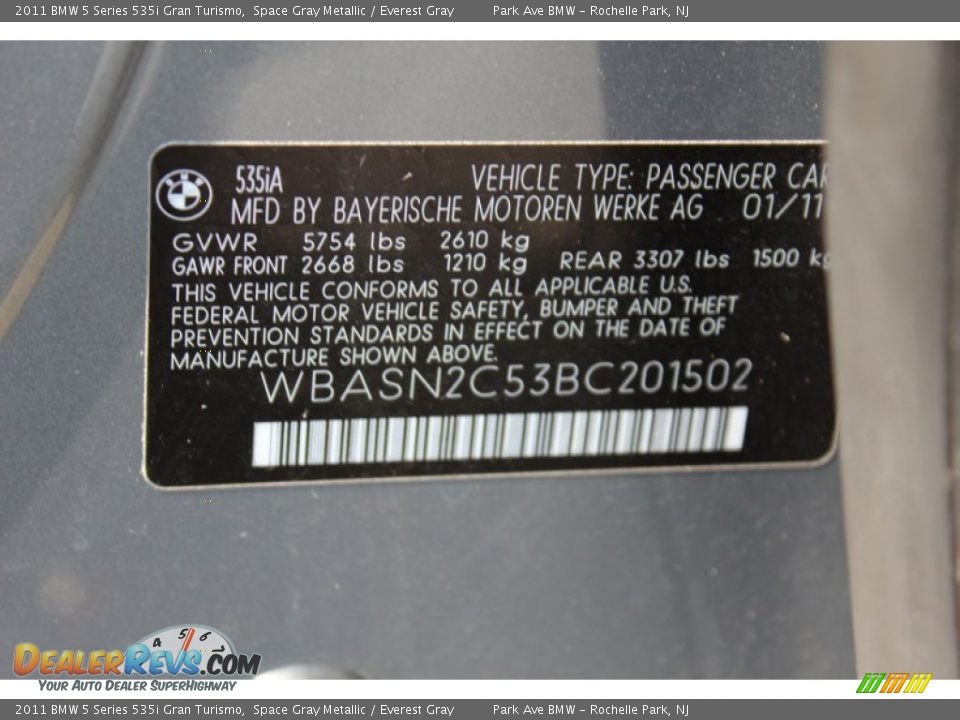 2011 BMW 5 Series 535i Gran Turismo, Space Gray Metallic / Everest Gray Park Ave BMW - Rochelle Park, NJ
535iA VEHICLE TYPE: PASSENGER CAR
MFD BY BAYERISCHE MOTOREN WERKE AG 01/11
GVWR 5754 lbs 2610 kg
GAWR FRONT 2668 lbs 1210 kg REAR 3307 lbs 1500 kg
THIS VEHICLE CONFORMS TO ALL APPLICABLE U.S.
FEDERAL MOTOR VEHICLE SAFETY, BUMPER AND THEFT
PREVENTION STANDARDS IN EFFECT ON THE DATE OF
MANUFACTURE SHOWN ABOVE.
WBASN2C53BC201502
4 5 6
DEALERREVS.COM
YOUR AUTO DEALER SUPERHIGHWAY
2011 BMW 5 Series 535i Gran Turismo, Space Gray Metallic / Everest Gray Park Ave BMW - Rochelle Park, NJ